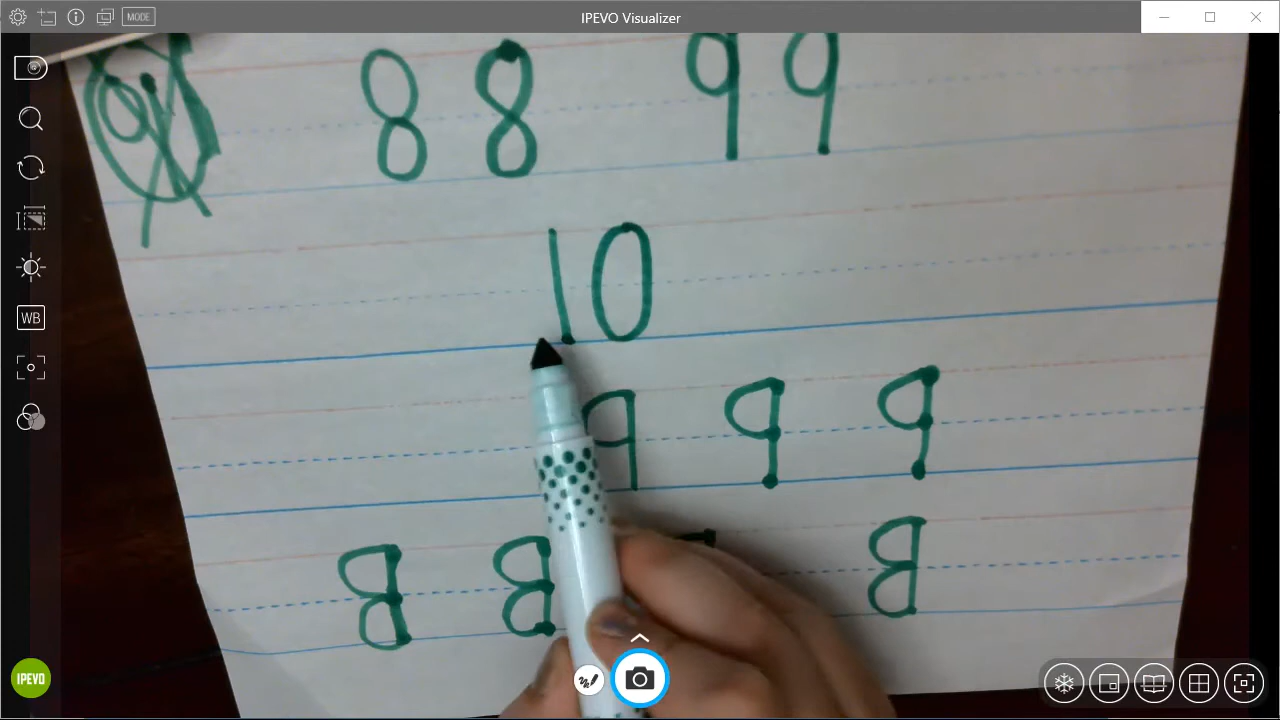 MODE
IPEVO Visualizer
8 8 9 9
WB
10
ꟼ ꟼ ꟼ
B B B
IPEVO